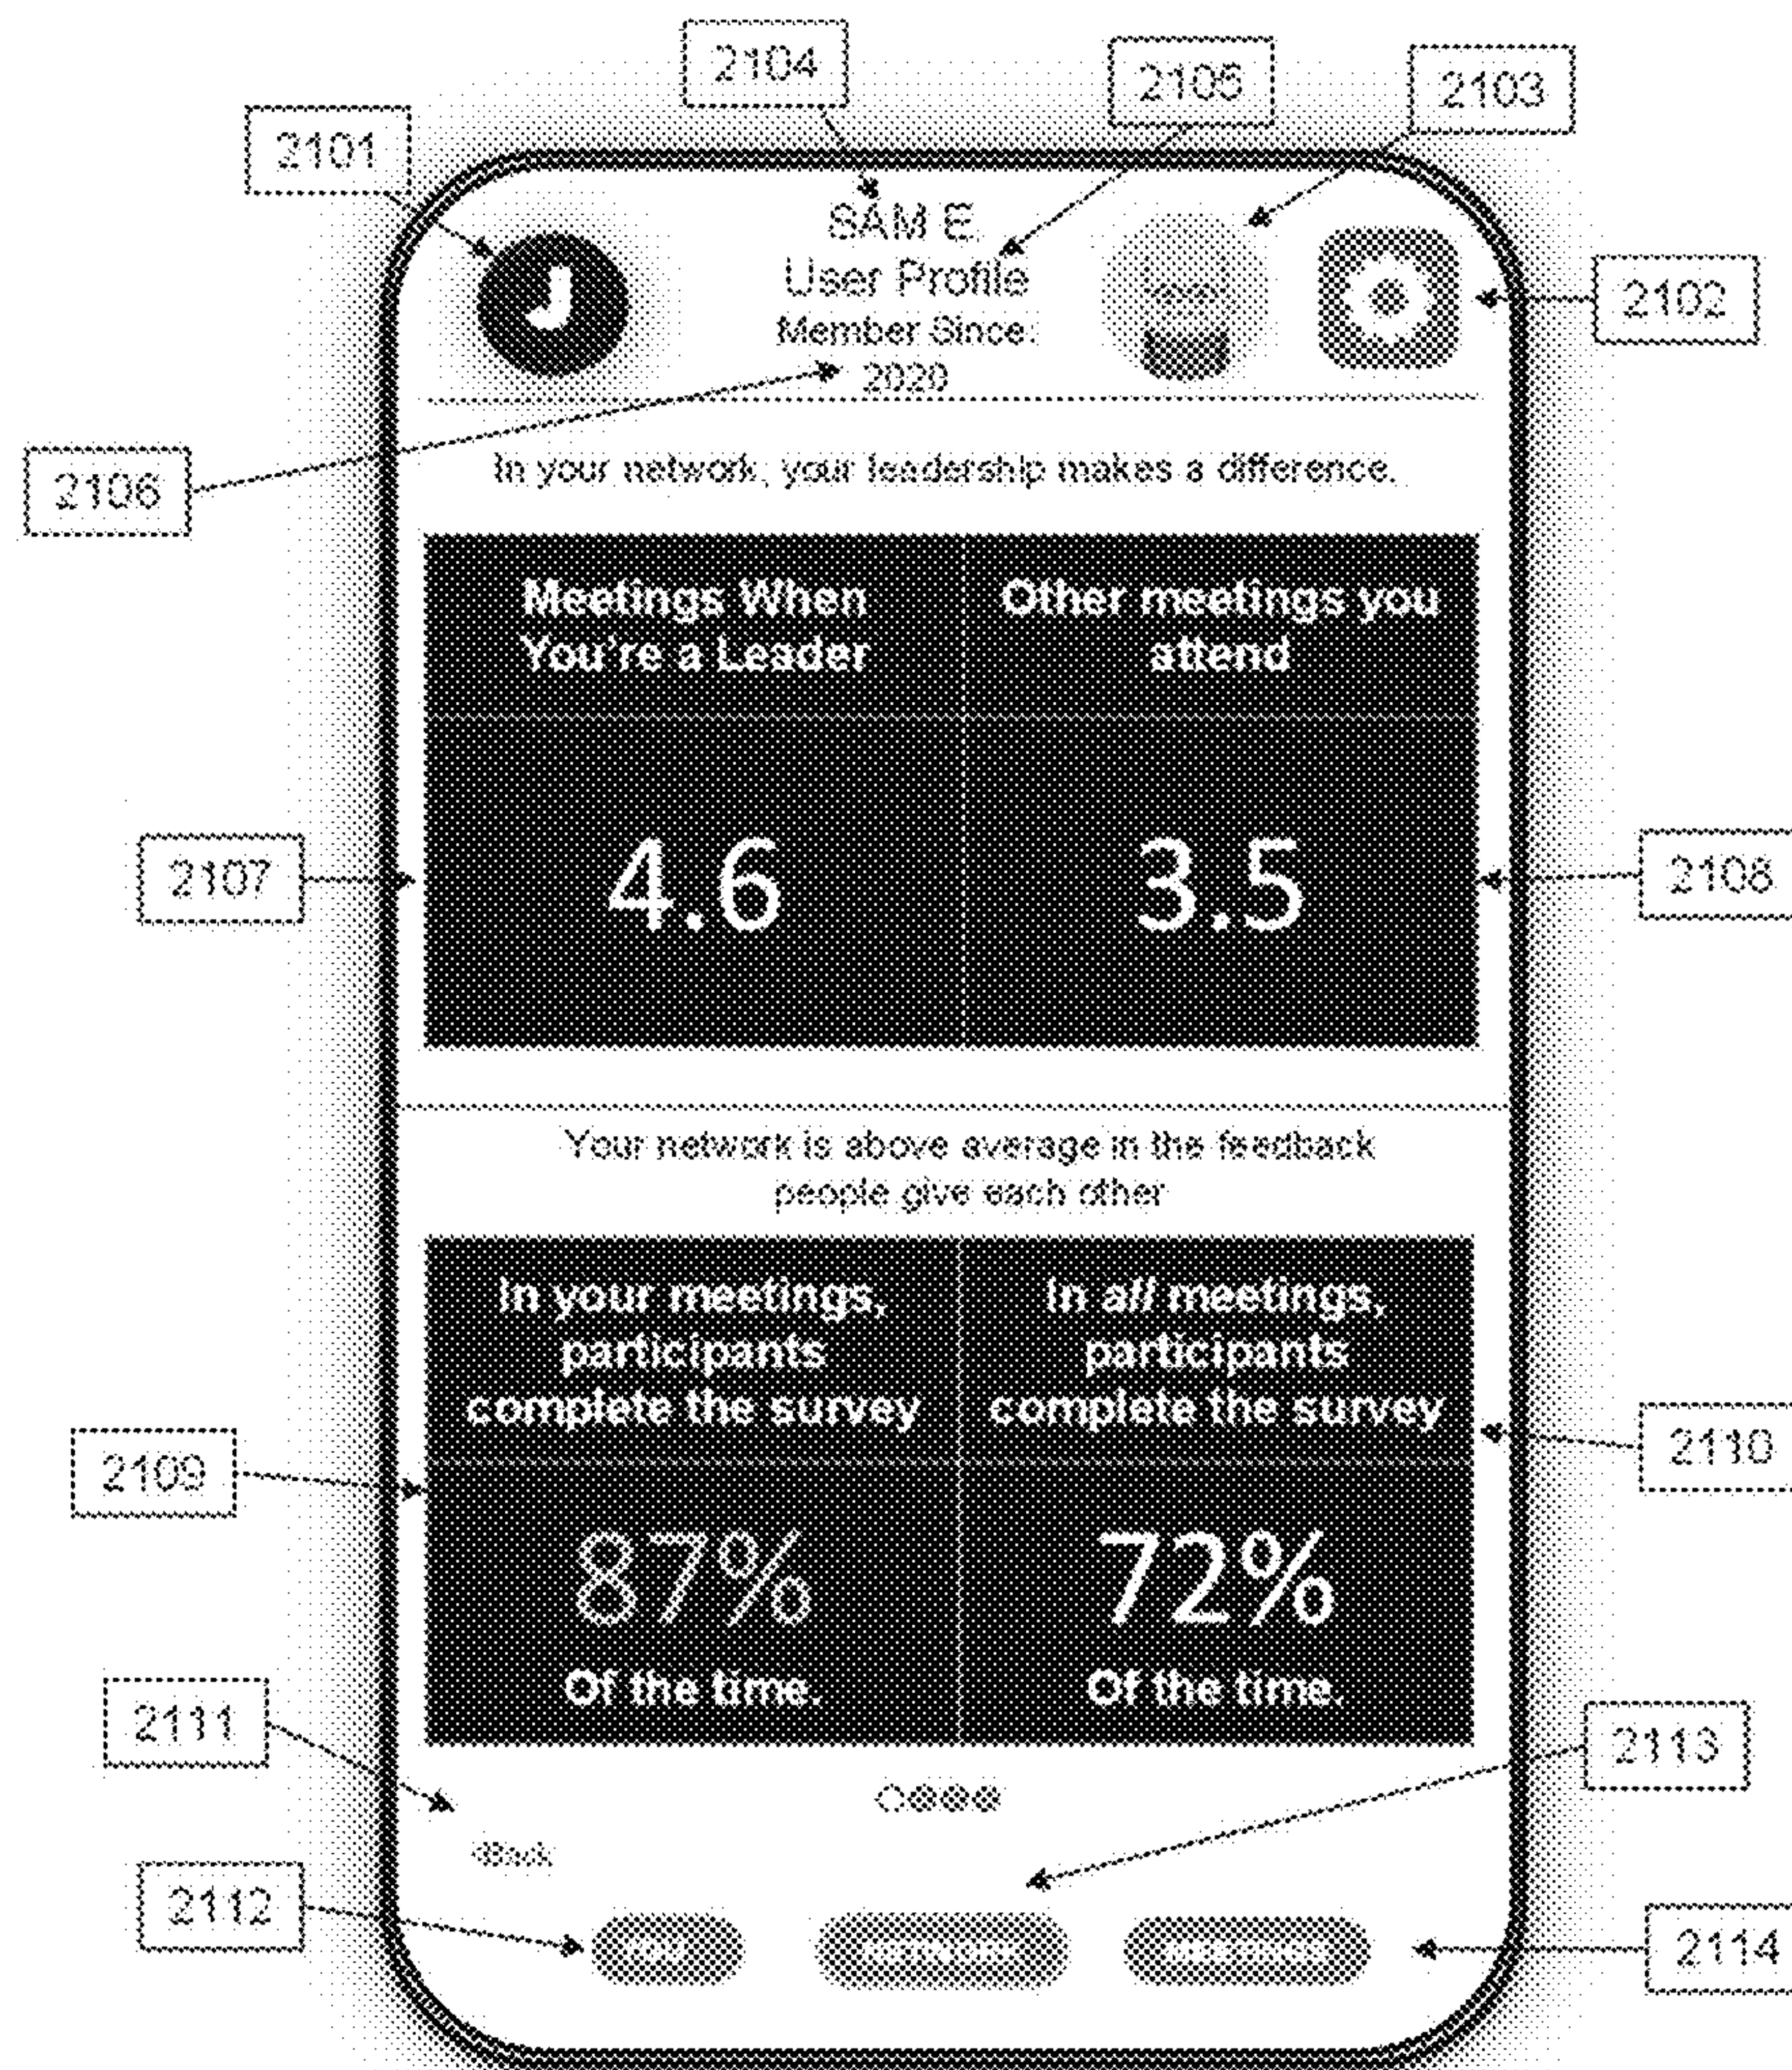 2104
2105
2103
2101
SAM E.
User Profile
2102
Member Since:
2020
2106
In your network, your leadership makes a difference.
Meetings When
You're a Leader
Other meetings you
attend
2107
4.6
3.5
2108
Your network is above average in the feedback
people give each other
In your meetings,
participants
complete the survey
In all meetings,
participants
complete the survey
2109
2110
87%
Of the time.
72%
Of the time.
2111
2113
<Back
2112
2114